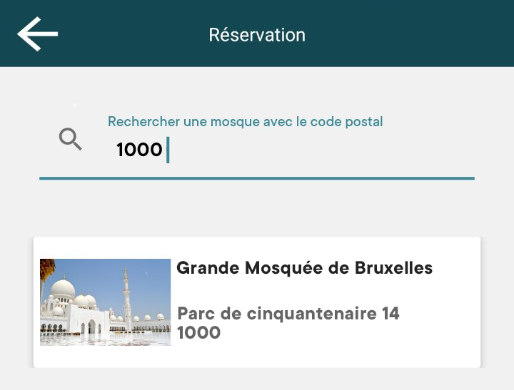 Réservation
Rechercher une mosque avec le code postal
1000
Grande Mosquée de Bruxelles
Parc de cinquantenaire 14
1000